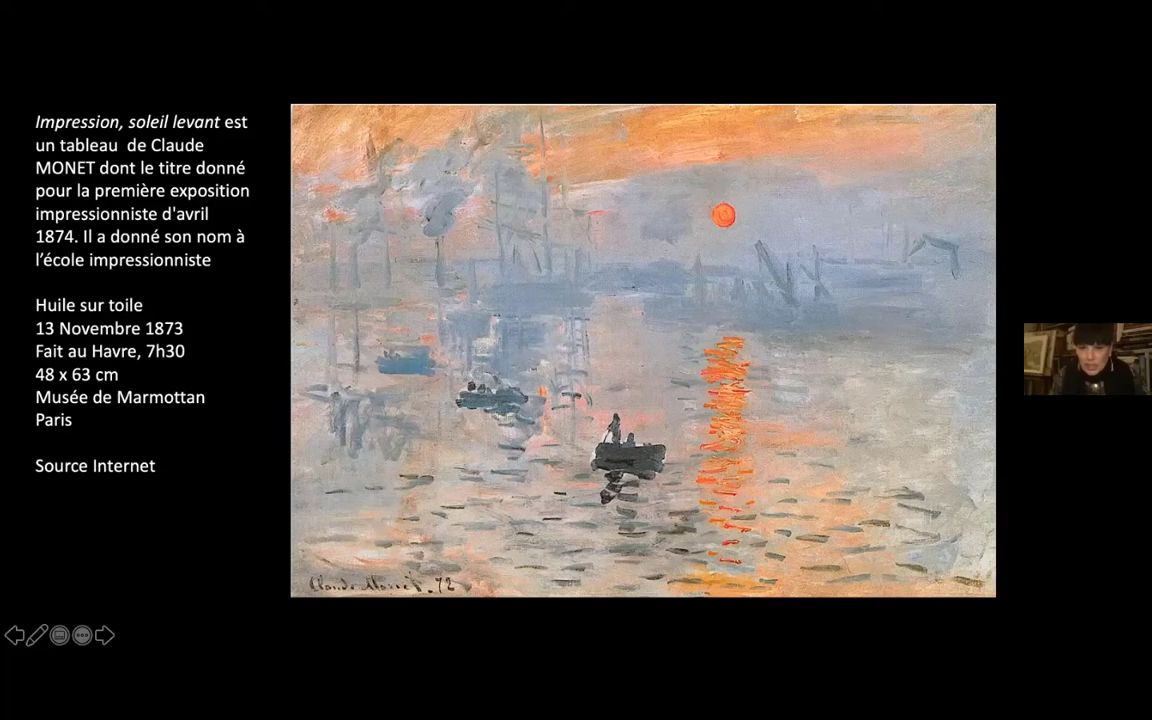 Impression, soleil levant est
un tableau  de Claude
MONET dont le titre donné
pour la première exposition
impressionniste d'avril
1874. Il a donné son nom à
l’école impressionniste
Huile sur toile
13 Novembre 1873
Fait au Havre, 7h30
48 x 63 cm
Musée de Marmottan
Paris
Source Internet
Claude Monet . 72